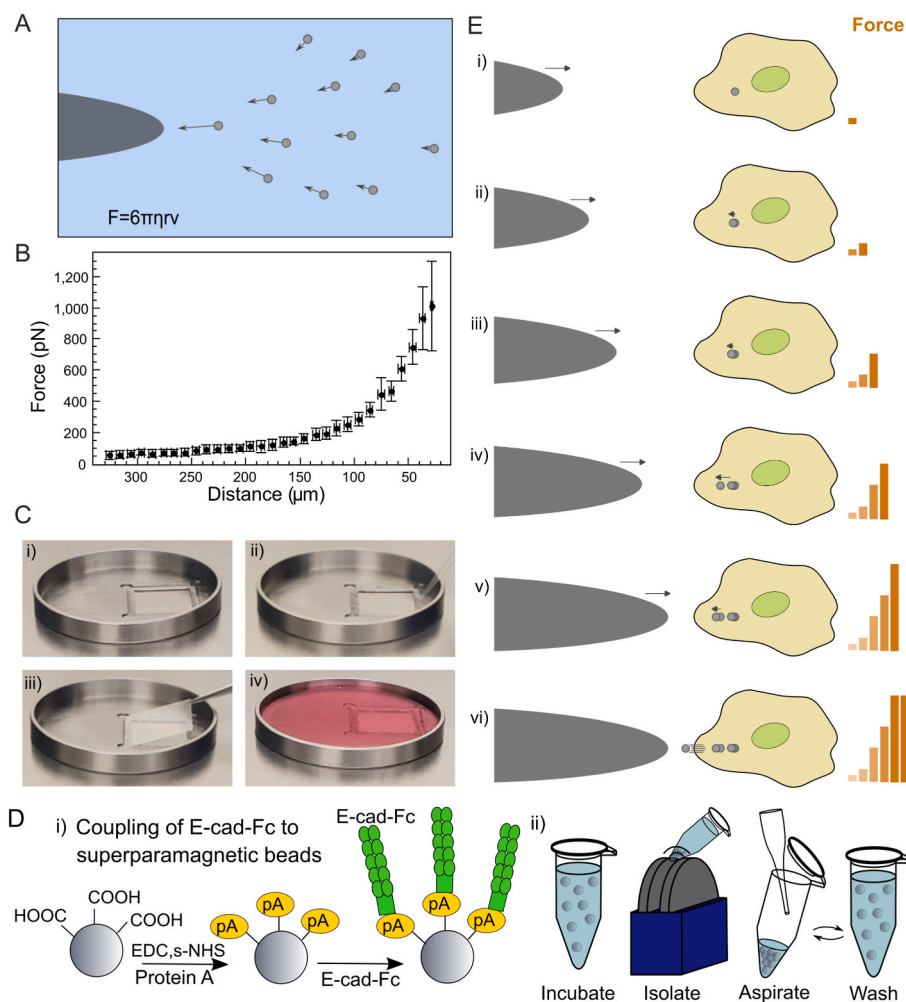 A
F=6πηrv
B
Force (pN)
1,200
1,000
800
600
400
200
0
300
250
200
150
100
50
Distance (µm)
C
i)
ii)
iii)
iv)
D
i) Coupling of E-cad-Fc to
superparamagnetic beads
COOH
HOOC
COOH
EDC,s-NHS
Protein A
pA
pA
pA
E-cad-Fc
E-cad-Fc
pA
pA
pA
ii)
Incubate
Isolate
Aspirate
Wash
E
Force
i)
ii)
iii)
iv)
v)
vi)